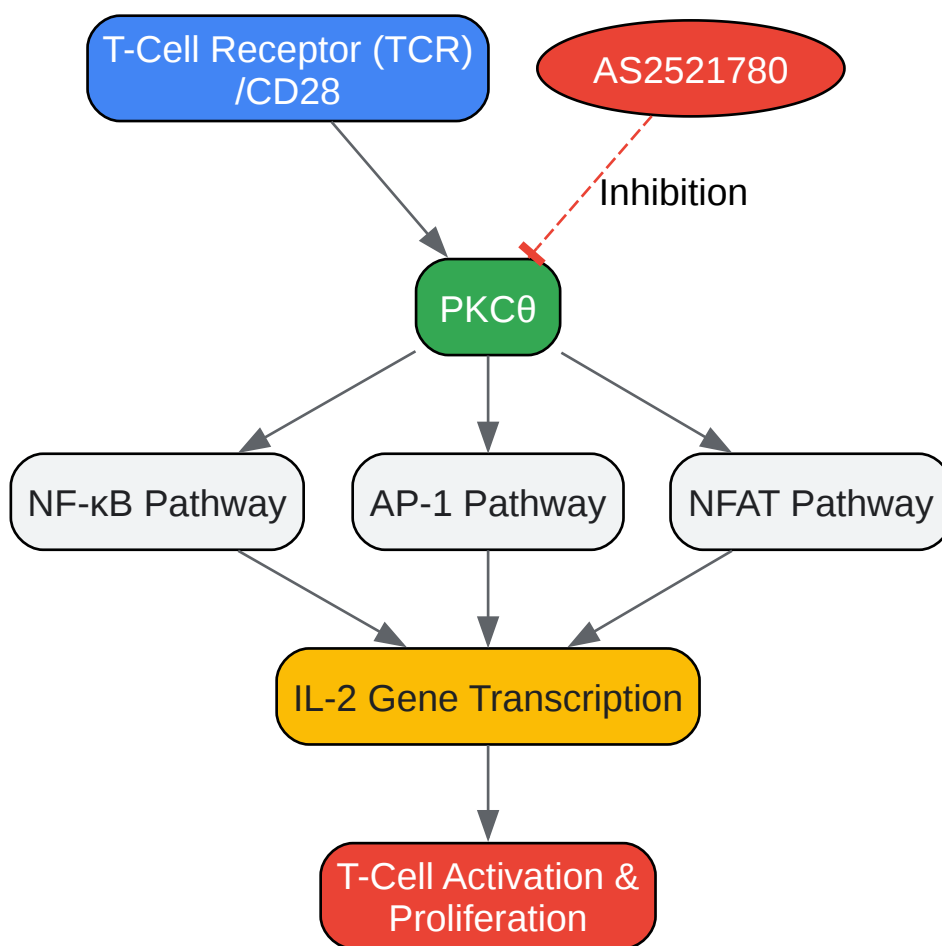 T-Cell Receptor (TCR)
/CD28
AS2521780
Inhibition
PKCθ
NF-κB Pathway
AP-1 Pathway
NFAT Pathway
IL-2 Gene Transcription
T-Cell Activation &
Proliferation